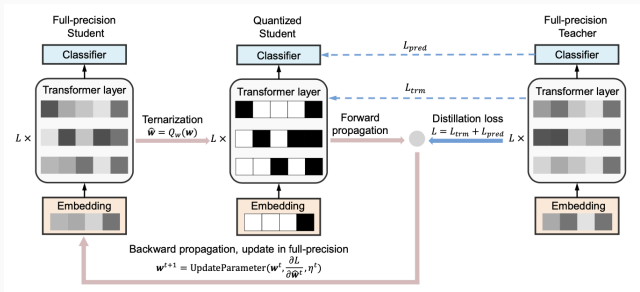 Full-precision
Student
Quantized
Student
Full-precision
Teacher
Classifier
Classifier
L_pred
Classifier
Transformer layer
Transformer layer
L_trm
Transformer layer
Ternarization
ŵ = Q_w(w)
Forward
propagation
Distillation loss
L = L_trm + L_pred
L ×
L ×
L ×
Embedding
Embedding
Embedding
Backward propagation, update in full-precision
w^{t+1} = UpdateParameter(w^t, ∂L/∂ŵ^t, η^t)